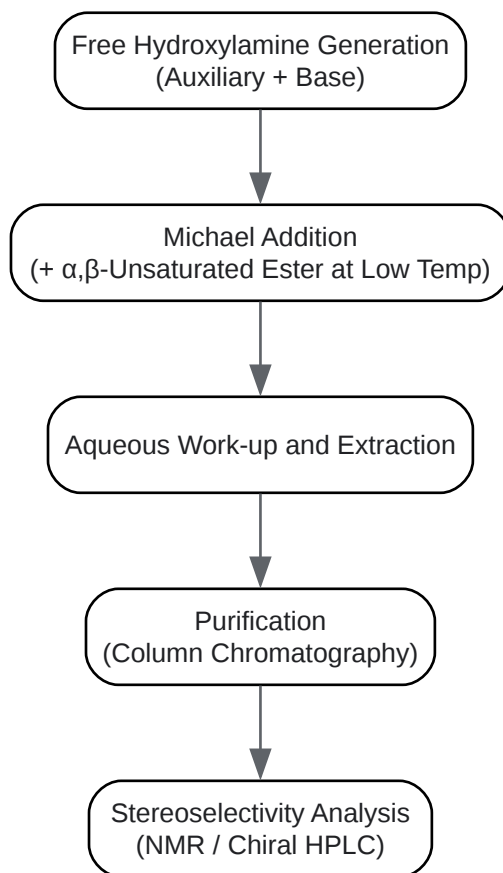 Free Hydroxylamine Generation
(Auxiliary + Base)
Michael Addition
(+ α,β-Unsaturated Ester at Low Temp)
Aqueous Work-up and Extraction
Purification
(Column Chromatography)
Stereoselectivity Analysis
(NMR / Chiral HPLC)